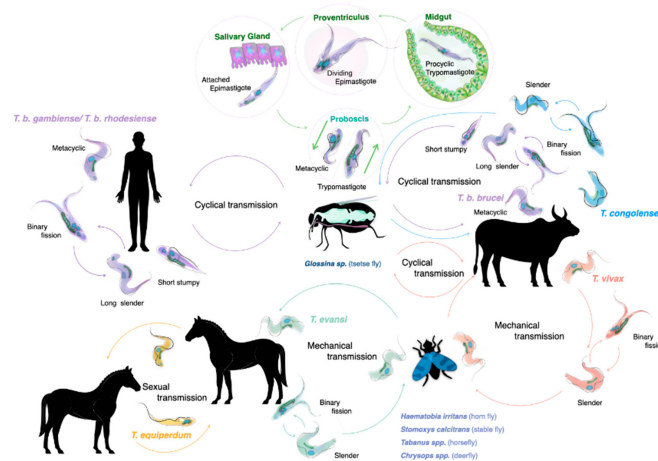 Proventriculus
Midgut
Salivary Gland
Attached
Epimastigote
Dividing
Epimastigote
Procyclic
Trypomastigote
Proboscis
Metacyclic
Trypomastigote
T. b. gambiense/ T. b. rhodesiense
Metacyclic
Binary
fission
Long slender
Short stumpy
Cyclical transmission
Glossina sp. (tsetse fly)
Cyclical transmission
Short stumpy
Long slender
Binary
fission
T. b. brucei
Metacyclic
Slender
T. congolense
Cyclical
transmission
T. vivax
Mechanical
transmission
Binary
fission
Slender
T. evansi
Mechanical
transmission
Binary
fission
Slender
Sexual
transmission
T. equiperdum
Haematobia irritans (horn fly)
Stomoxys calcitrans (stable fly)
Tabanus spp. (horsefly)
Chrysops spp. (deerfly)